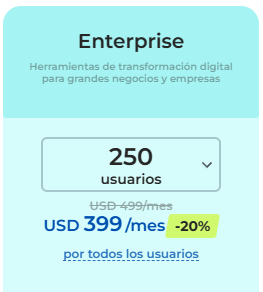 Enterprise
Herramientas de transformación digital
para grandes negocios y empresas
250
usuarios
USD 499/mes
USD 399/mes -20%
por todos los usuarios